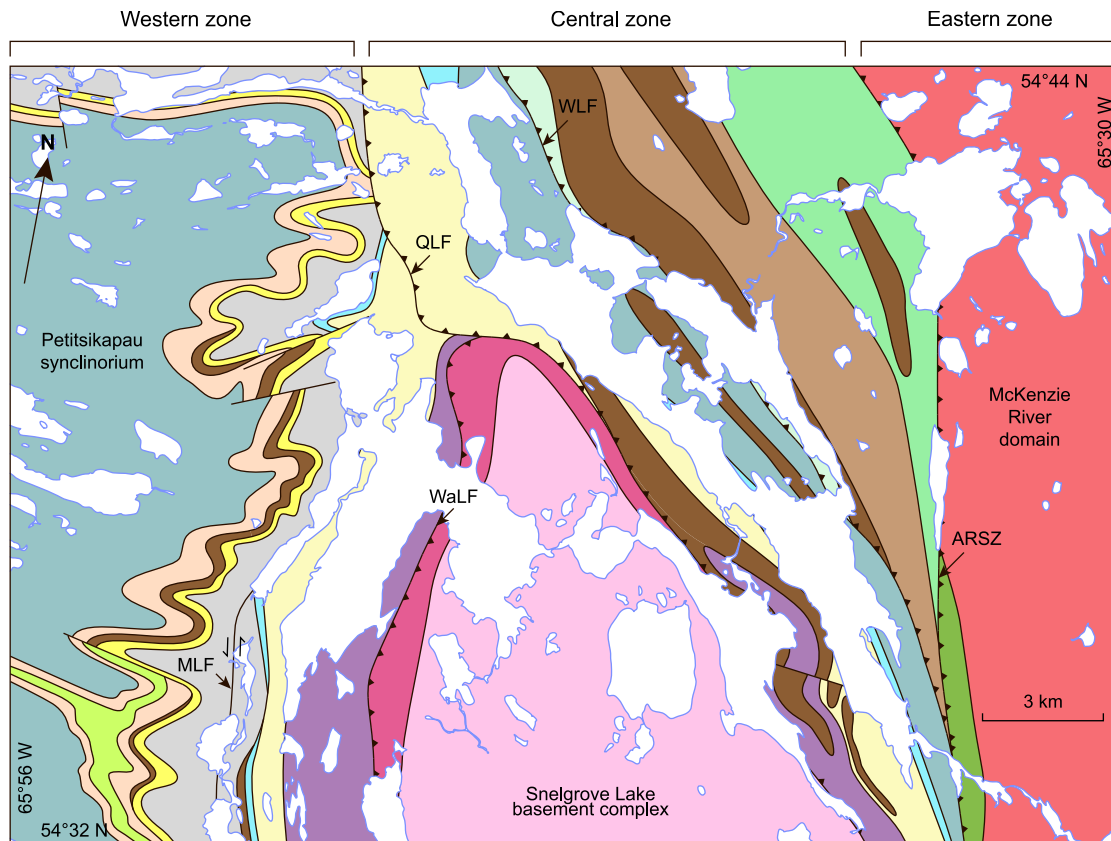 Western zone
Central zone
Eastern zone
54°44 N
65°30 W
WLF
N
QLF
Petitsikapau
synclinorium
McKenzie
River
domain
WaLF
ARSZ
MLF
3 km
65°56 W
Snelgrove Lake
basement complex
54°32 N